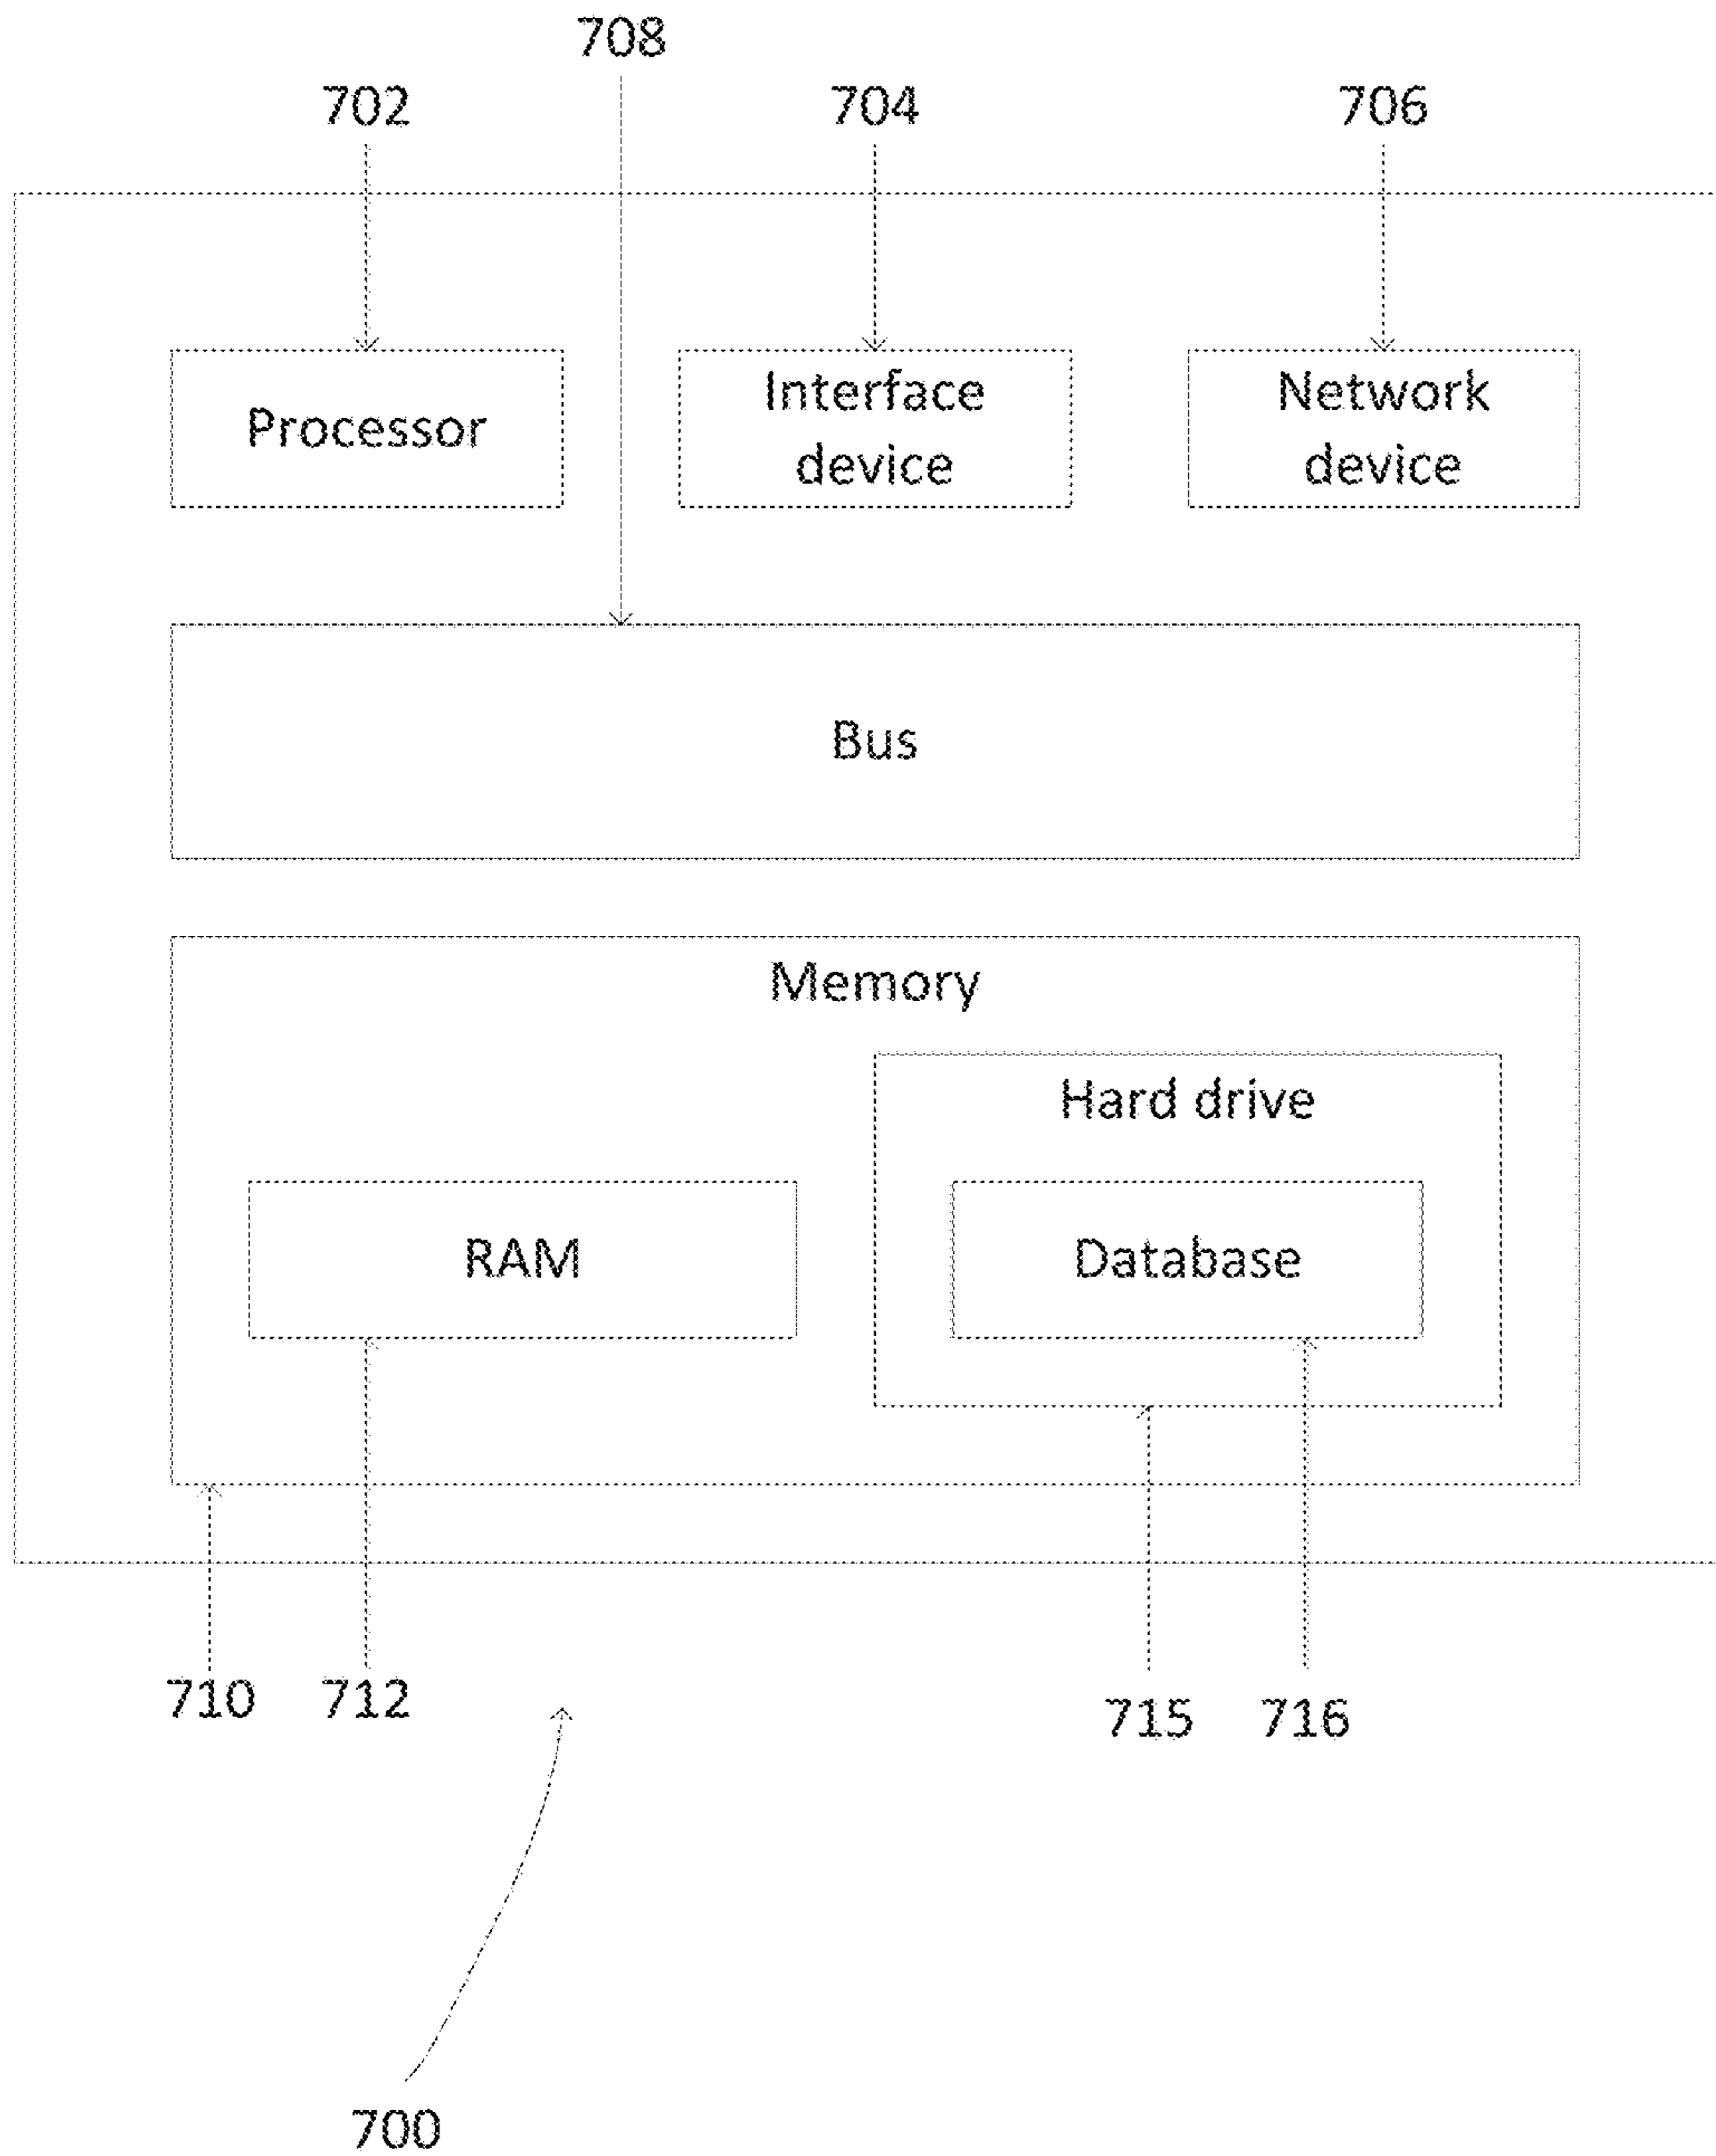 708
702
704
706
Processor
Interface
device
Network
device
Bus
Memory
Hard drive
RAM
Database
710
712
715
716
700